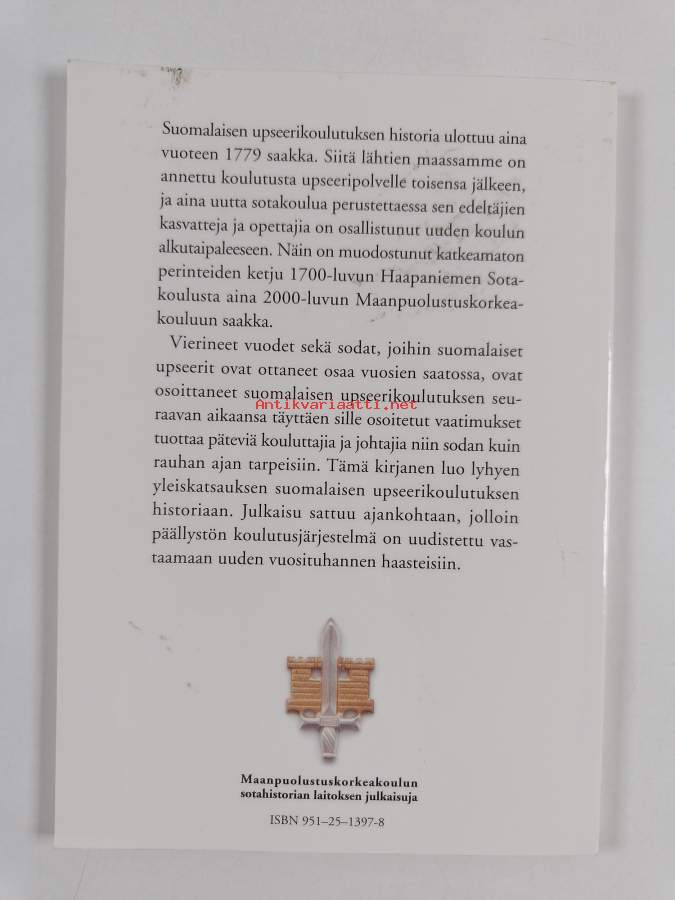 Suomalaisen upseerikoulutuksen historia ulottuu aina
vuoteen 1779 saakka. Siitä lähtien maassamme on
annettu koulutusta upseeripolvelle toisensa jälkeen,
ja aina uutta sotakoulua perustettaessa sen edeltäjien
kasvatteja ja opettajia on osallistunut uuden koulun
alkutaipaleeseen. Näin on muodostunut katkeamaton
perinteiden ketju 1700-luvun Haapaniemen Sota-
koulusta aina 2000-luvun Maanpuolustuskorkea-
kouluun saakka.
Vierineet vuodet sekä sodat, joihin suomalaiset
upseerit ovat ottaneet osaa vuosien saatossa, ovat
osoittaneet suomalaisen upseerikoulutuksen seu-
Antikvariaatti.net
raavan aikaansa täyttäen sille osoitetut vaatimukset
tuottaa päteviä kouluttajia ja johtajia niin sodan kuin
rauhan ajan tarpeisiin. Tämä kirjanen luo lyhyen
yleiskatsauksen suomalaisen upseerikoulutuksen
historiaan. Julkaisu sattuu ajankohtaan, jolloin
päällystön koulutusjärjestelmä on uudistettu vas-
taamaan uuden vuosituhannen haasteisiin.
Maanpuolustuskorkeakoulun
sotahistorian laitoksen julkaisuja
ISBN 951–25–1397-8